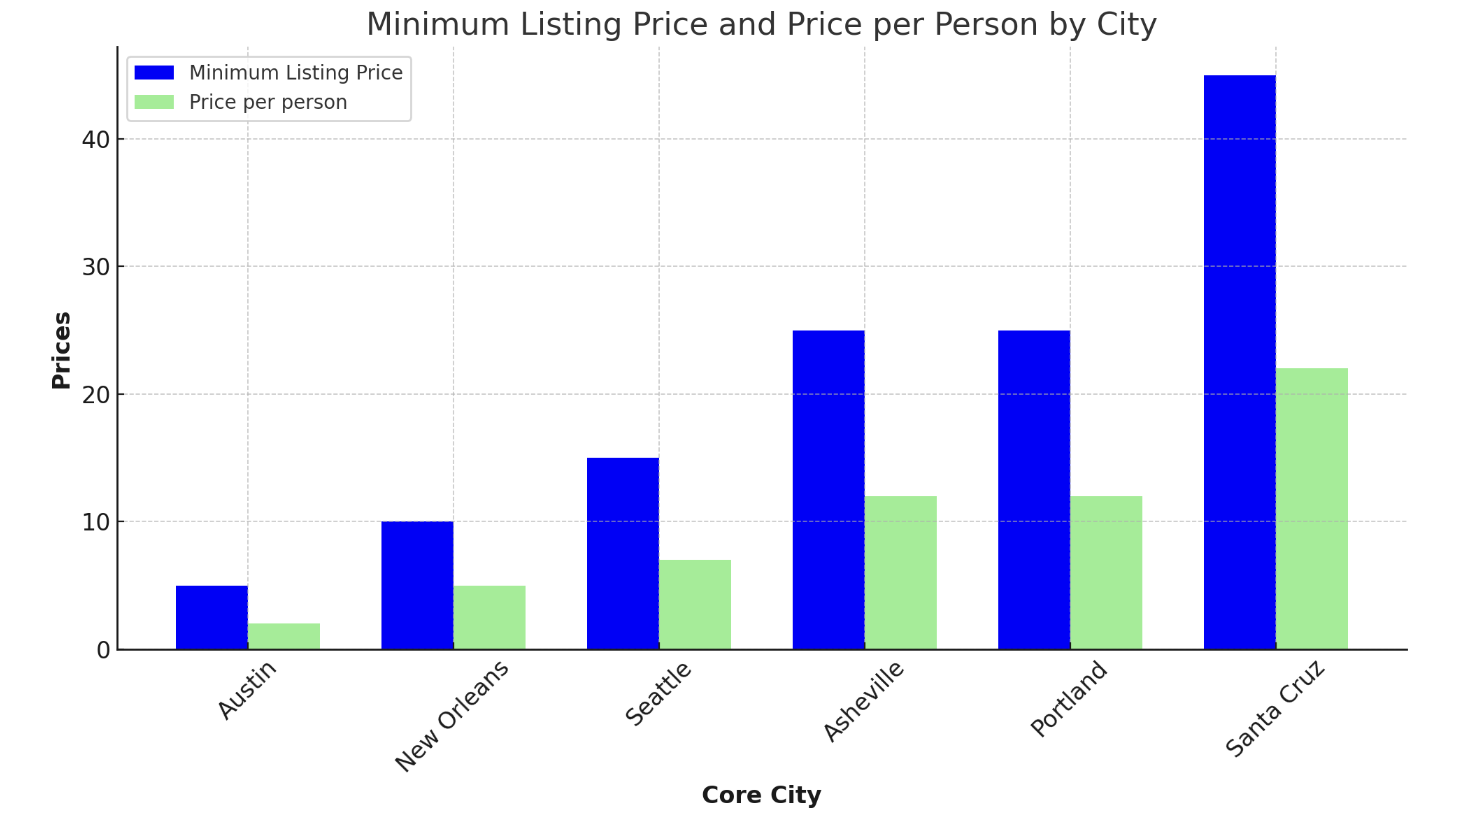 Minimum Listing Price and Price per Person by City
Minimum Listing Price
Price per person
40
30
20
10
0
Prices
Austin
New Orleans
Seattle
Asheville
Portland
Santa Cruz
Core City